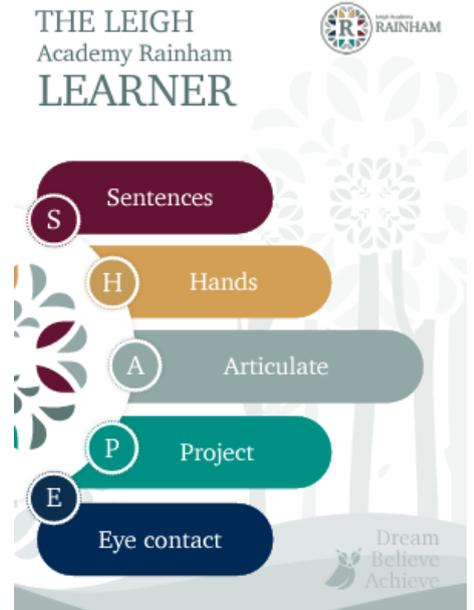 THE LEIGH
Academy Rainham
LEARNER
R
Leigh Academy
RAINHAM
S
Sentences
H
Hands
A
Articulate
P
Project
E
Eye contact
Dream
Believe
Achieve